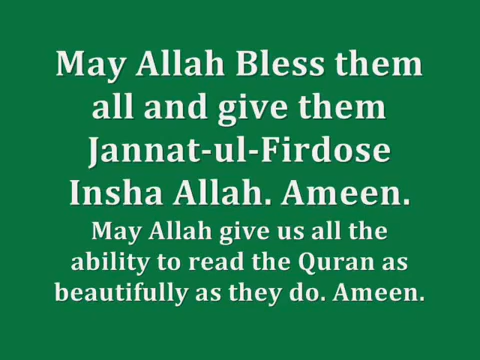 May Allah Bless them
all and give them
Jannat-ul-Firdose
Insha Allah. Ameen.
May Allah give us all the
ability to read the Quran as
beautifully as they do. Ameen.